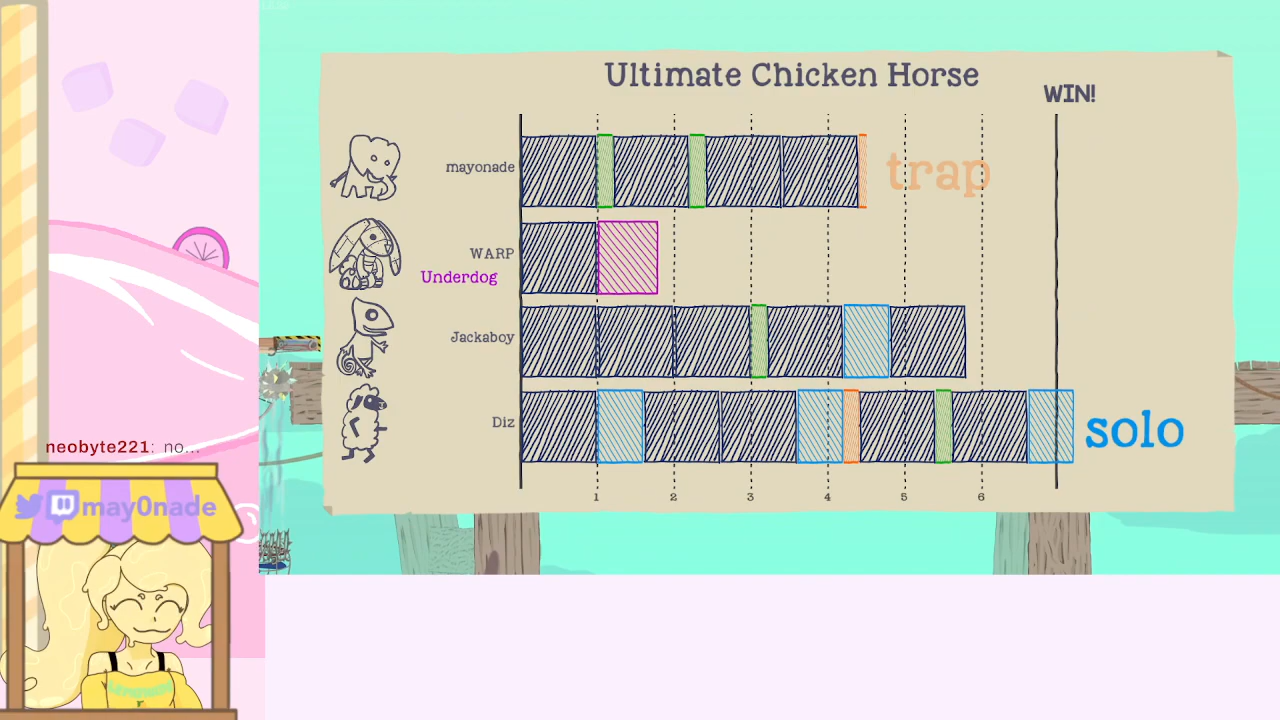 Ultimate Chicken Horse
WIN!
mayonade
trap
WARP
Underdog
Jackaboy
Diz
solo
1 2 3 4 5 6
neobyte221: no...
may0nade
LEMONADE